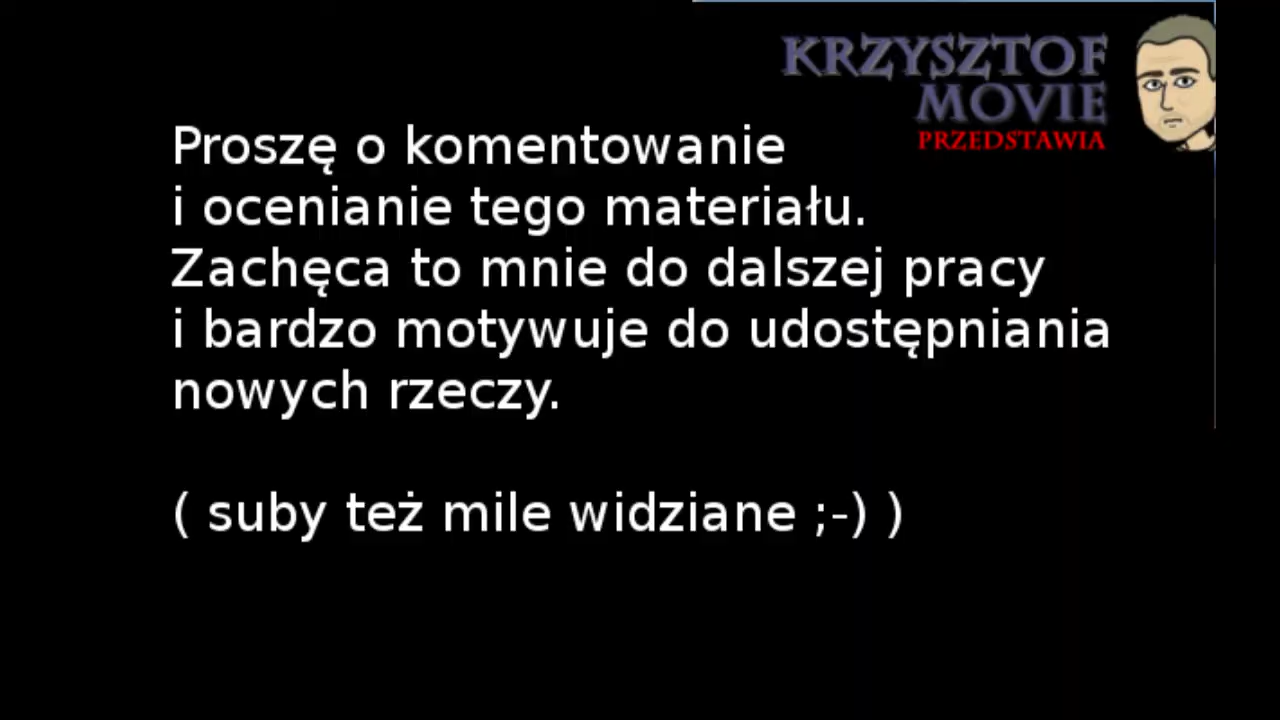 KRZYSZTOF
MOVIE
PRZEDSTAWIA
Proszę o komentowanie
i ocenianie tego materiału.
Zachęca to mnie do dalszej pracy
i bardzo motywuje do udostępniania
nowych rzeczy.
( suby też mile widziane ;-) )